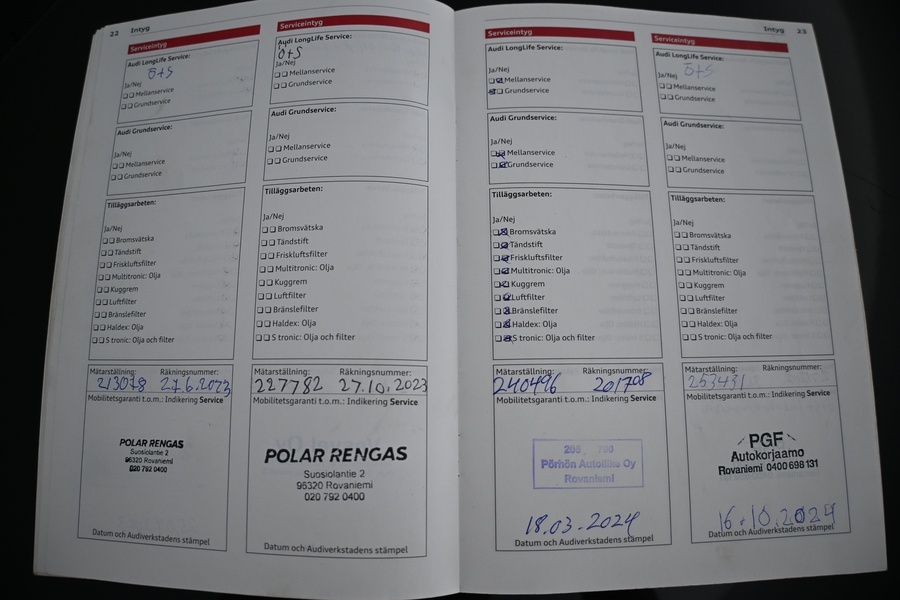 22 Intyg
Serviceintyg
Audi LongLife Service:
Ö+S
Ja/Nej
Mellanservice
Grundservice
Audi Grundservice:
Ja/Nej
Mellanservice
Grundservice
Tilläggsarbeten:
Ja/Nej
Bromsvätska
Tändstift
Friskluftsfilter
Multitronic: Olja
Kuggrem
Luftfilter
Bränslefilter
Haldex: Olja
S tronic: Olja och filter
Mätarställning: Räkningsnummer:
213078 27.6.2023
Mobilitetsgaranti t.o.m.: Indikering Service
POLAR RENGAS
Suosiolantie 2
96320 Rovaniemi
020 792 0400
Datum och Audiverkstadens stämpel
Serviceintyg
Audi LongLife Service:
Ö+S
Ja/Nej
Mellanservice
Grundservice
Audi Grundservice:
Ja/Nej
Mellanservice
Grundservice
Tilläggsarbeten:
Ja/Nej
Bromsvätska
Tändstift
Friskluftsfilter
Multitronic: Olja
Kuggrem
Luftfilter
Bränslefilter
Haldex: Olja
S tronic: Olja och filter
Mätarställning: Räkningsnummer:
227782 27.10.2023
Mobilitetsgaranti t.o.m.: Indikering Service
POLAR RENGAS
Suosiolantie 2
96320 Rovaniemi
020 792 0400
Datum och Audiverkstadens stämpel
Intyg 23
Serviceintyg
Audi LongLife Service:
Ja/Nej
Mellanservice
Grundservice
Audi Grundservice:
Ja/Nej
Mellanservice
Grundservice
Tilläggsarbeten:
Ja/Nej
Bromsvätska
Tändstift
Friskluftsfilter
Multitronic: Olja
Kuggrem
Luftfilter
Bränslefilter
Haldex: Olja
S tronic: Olja och filter
Mätarställning: Räkningsnummer:
240496 201708
Mobilitetsgaranti t.o.m.: Indikering Service
Pörhön Autoliike Oy
Rovaniemi
18.03.2024
Datum och Audiverkstadens stämpel
Serviceintyg
Audi LongLife Service:
Ö+S
Ja/Nej
Mellanservice
Grundservice
Audi Grundservice:
Ja/Nej
Mellanservice
Grundservice
Tilläggsarbeten:
Ja/Nej
Bromsvätska
Tändstift
Friskluftsfilter
Multitronic: Olja
Kuggrem
Luftfilter
Bränslefilter
Haldex: Olja
S tronic: Olja och filter
Mätarställning: Räkningsnummer:
253431
Mobilitetsgaranti t.o.m.: Indikering Service
PGF
Autokorjaamo
Rovaniemi 0400 698 131
16.10.2024
Datum och Audiverkstadens stämpel